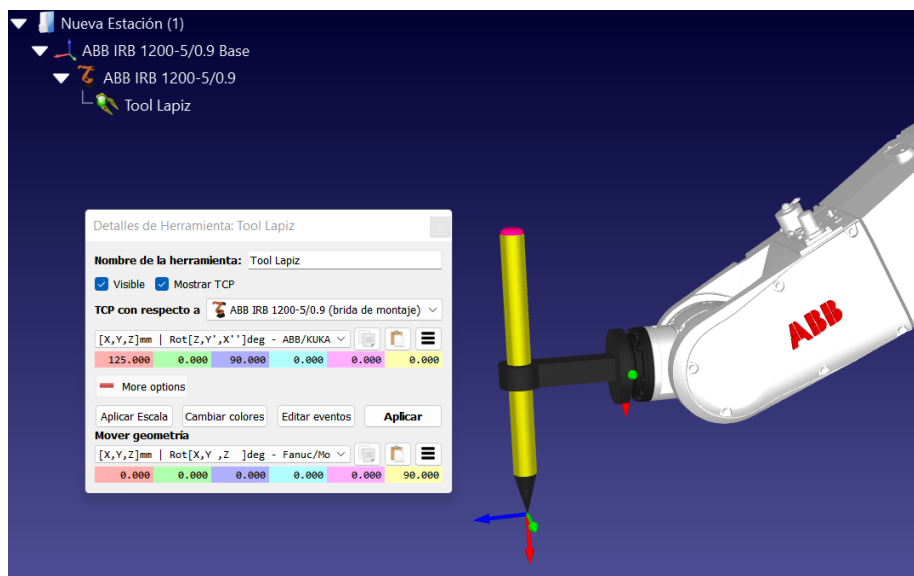 Nueva Estación (1)
ABB IRB 1200-5/0.9 Base
ABB IRB 1200-5/0.9
Tool Lapiz
Detalles de Herramienta: Tool Lapiz
Nombre de la herramienta: Tool Lapiz
Visible Mostrar TCP
TCP con respecto a ABB IRB 1200-5/0.9 (brida de montaje)
[X,Y,Z]mm | Rot[Z,Y',X'']deg - ABB/KUKA
125.000 0.000 90.000 0.000 0.000 0.000
More options
Aplicar Escala Cambiar colores Editar eventos Aplicar
Mover geometría
[X,Y,Z]mm | Rot[X,Y ,Z ]deg - Fanuc/Mo
0.000 0.000 0.000 0.000 0.000 90.000
ABB